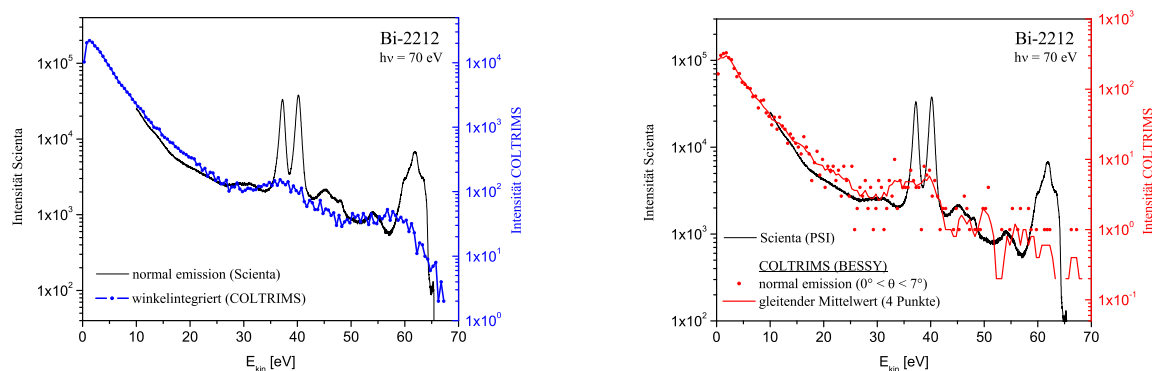 Bi-2212
hν = 70 eV
Intensität Scienta
1x10^5
1x10^4
1x10^3
1x10^2
Intensität COLTRIMS
1x10^4
1x10^3
1x10^2
1x10^1
1x10^0
normal emission (Scienta)
winkelintegriert (COLTRIMS)
0 10 20 30 40 50 60 70
E_kin [eV]
Bi-2212
hν = 70 eV
Intensität Scienta
1x10^5
1x10^4
1x10^3
1x10^2
Intensität COLTRIMS
1x10^3
1x10^2
1x10^1
1x10^0
1x10^-1
Scienta (PSI)
COLTRIMS (BESSY)
normal emission (0° < θ < 7°)
gleitender Mittelwert (4 Punkte)
0 10 20 30 40 50 60 70
E_kin [eV]